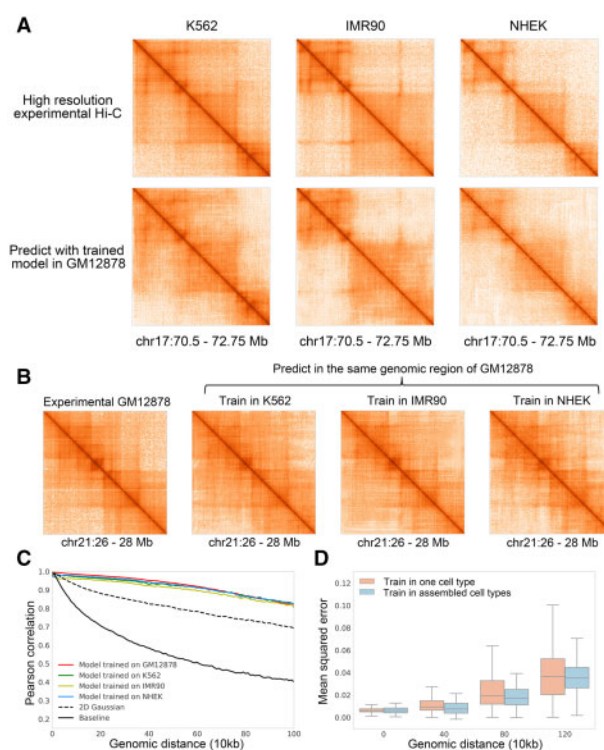 A
K562 IMR90 NHEK
High resolution
experimental Hi-C
Predict with trained
model in GM12878
chr17:70.5 - 72.75 Mb chr17:70.5 - 72.75 Mb chr17:70.5 - 72.75 Mb
B
Predict in the same genomic region of GM12878
Experimental GM12878 Train in K562 Train in IMR90 Train in NHEK
chr21:26 - 28 Mb chr21:26 - 28 Mb chr21:26 - 28 Mb chr21:26 - 28 Mb
C
Pearson correlation
1.0
0.9
0.8
0.7
0.6
0.5
0.4
0.3
0.2
Model trained on GM12878
Model trained on K562
Model trained on IMR90
Model trained on NHEK
2D Gaussian
Baseline
0 20 40 60 80 100
Genomic distance (10kb)
D
Mean squared error
0.12
0.10
0.08
0.06
0.04
0.02
0.00
Train in one cell type
Train in assembled cell types
0 40 80 120
Genomic distance (10kb)